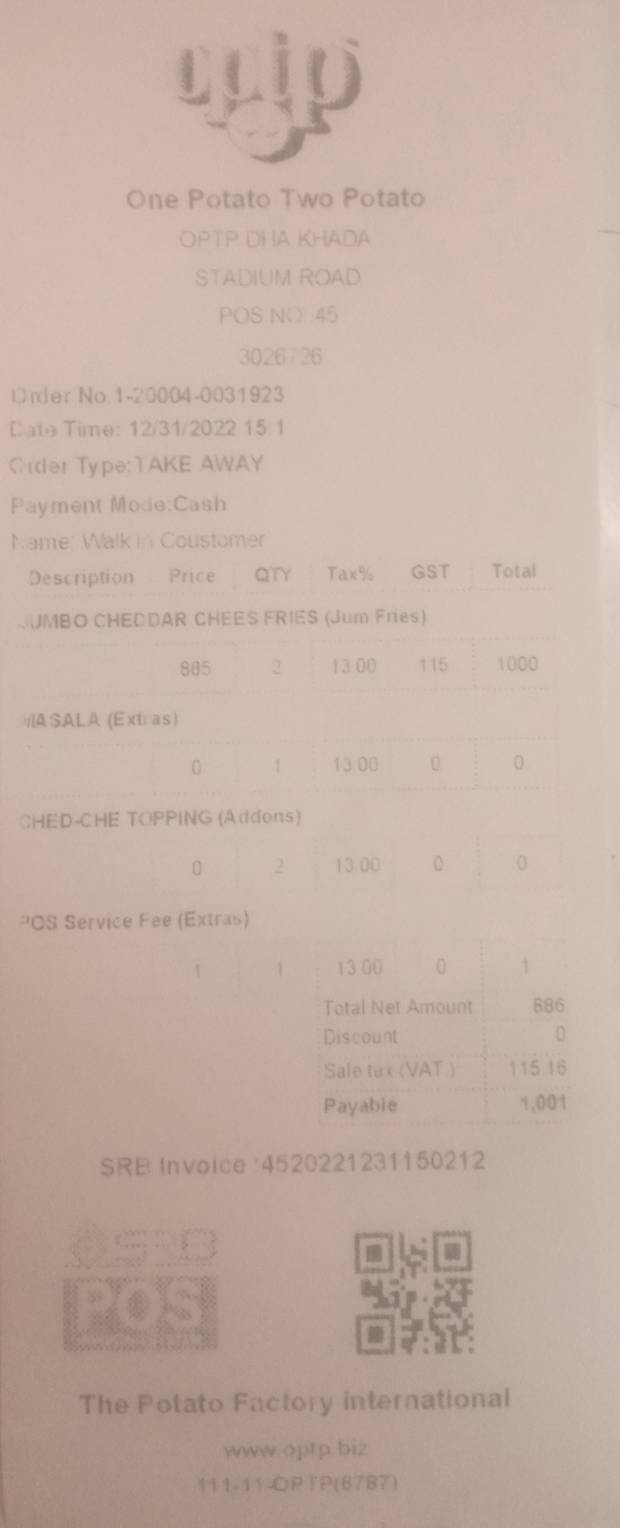 optp
One Potato Two Potato
OPTP DHA KHADA
STADIUM ROAD
POS NO: 45
3026726
Order No.1-20004-0031923
Date Time: 12/31/2022 15:1
Order Type:TAKE AWAY
Payment Mode:Cash
Name: Walk in Coustomer
Description Price QTY Tax% GST Total
JUMBO CHEDDAR CHEES FRIES (Jum Fries)
885 2 13.00 115 1000
MASALA (Extras)
0 1 13.00 0 0
CHED-CHE TOPPING (Addons)
0 2 13.00 0 0
POS Service Fee (Extras)
1 1 13.00 0 1
Total Net Amount 886
Discount 0
Sale tax (VAT ) 115.16
Payable 1,001
SRB Invoice :4520221231150212
SRB
POS
The Potato Factory international
www.optp.biz
111-11-OPTP(6787)